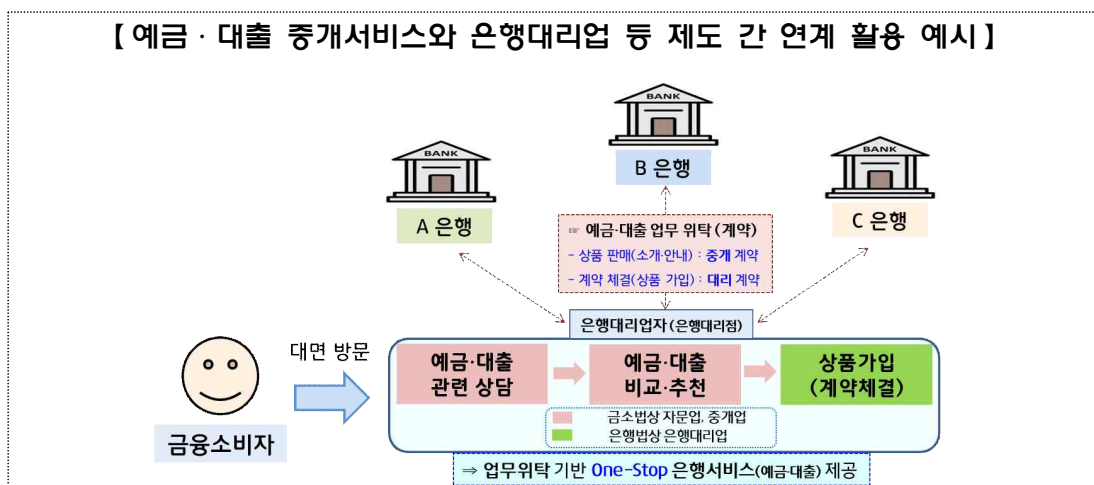 【 예금 · 대출 중개서비스와 은행대리업 등 제도 간 연계 활용 예시 】
BANK
B 은행
BANK
A 은행
BANK
C 은행
☞ 예금·대출 업무 위탁 (계약)
- 상품 판매(소개·안내) : 중개 계약
- 계약 체결(상품 가입) : 대리 계약
은행대리업자 (은행대리점)
대면 방문
금융소비자
예금·대출
관련 상담
예금·대출
비교·추천
상품가입
(계약체결)
금소법상 자문업, 중개업
은행법상 은행대리업
⇒ 업무위탁 기반 One-Stop 은행서비스(예금·대출) 제공